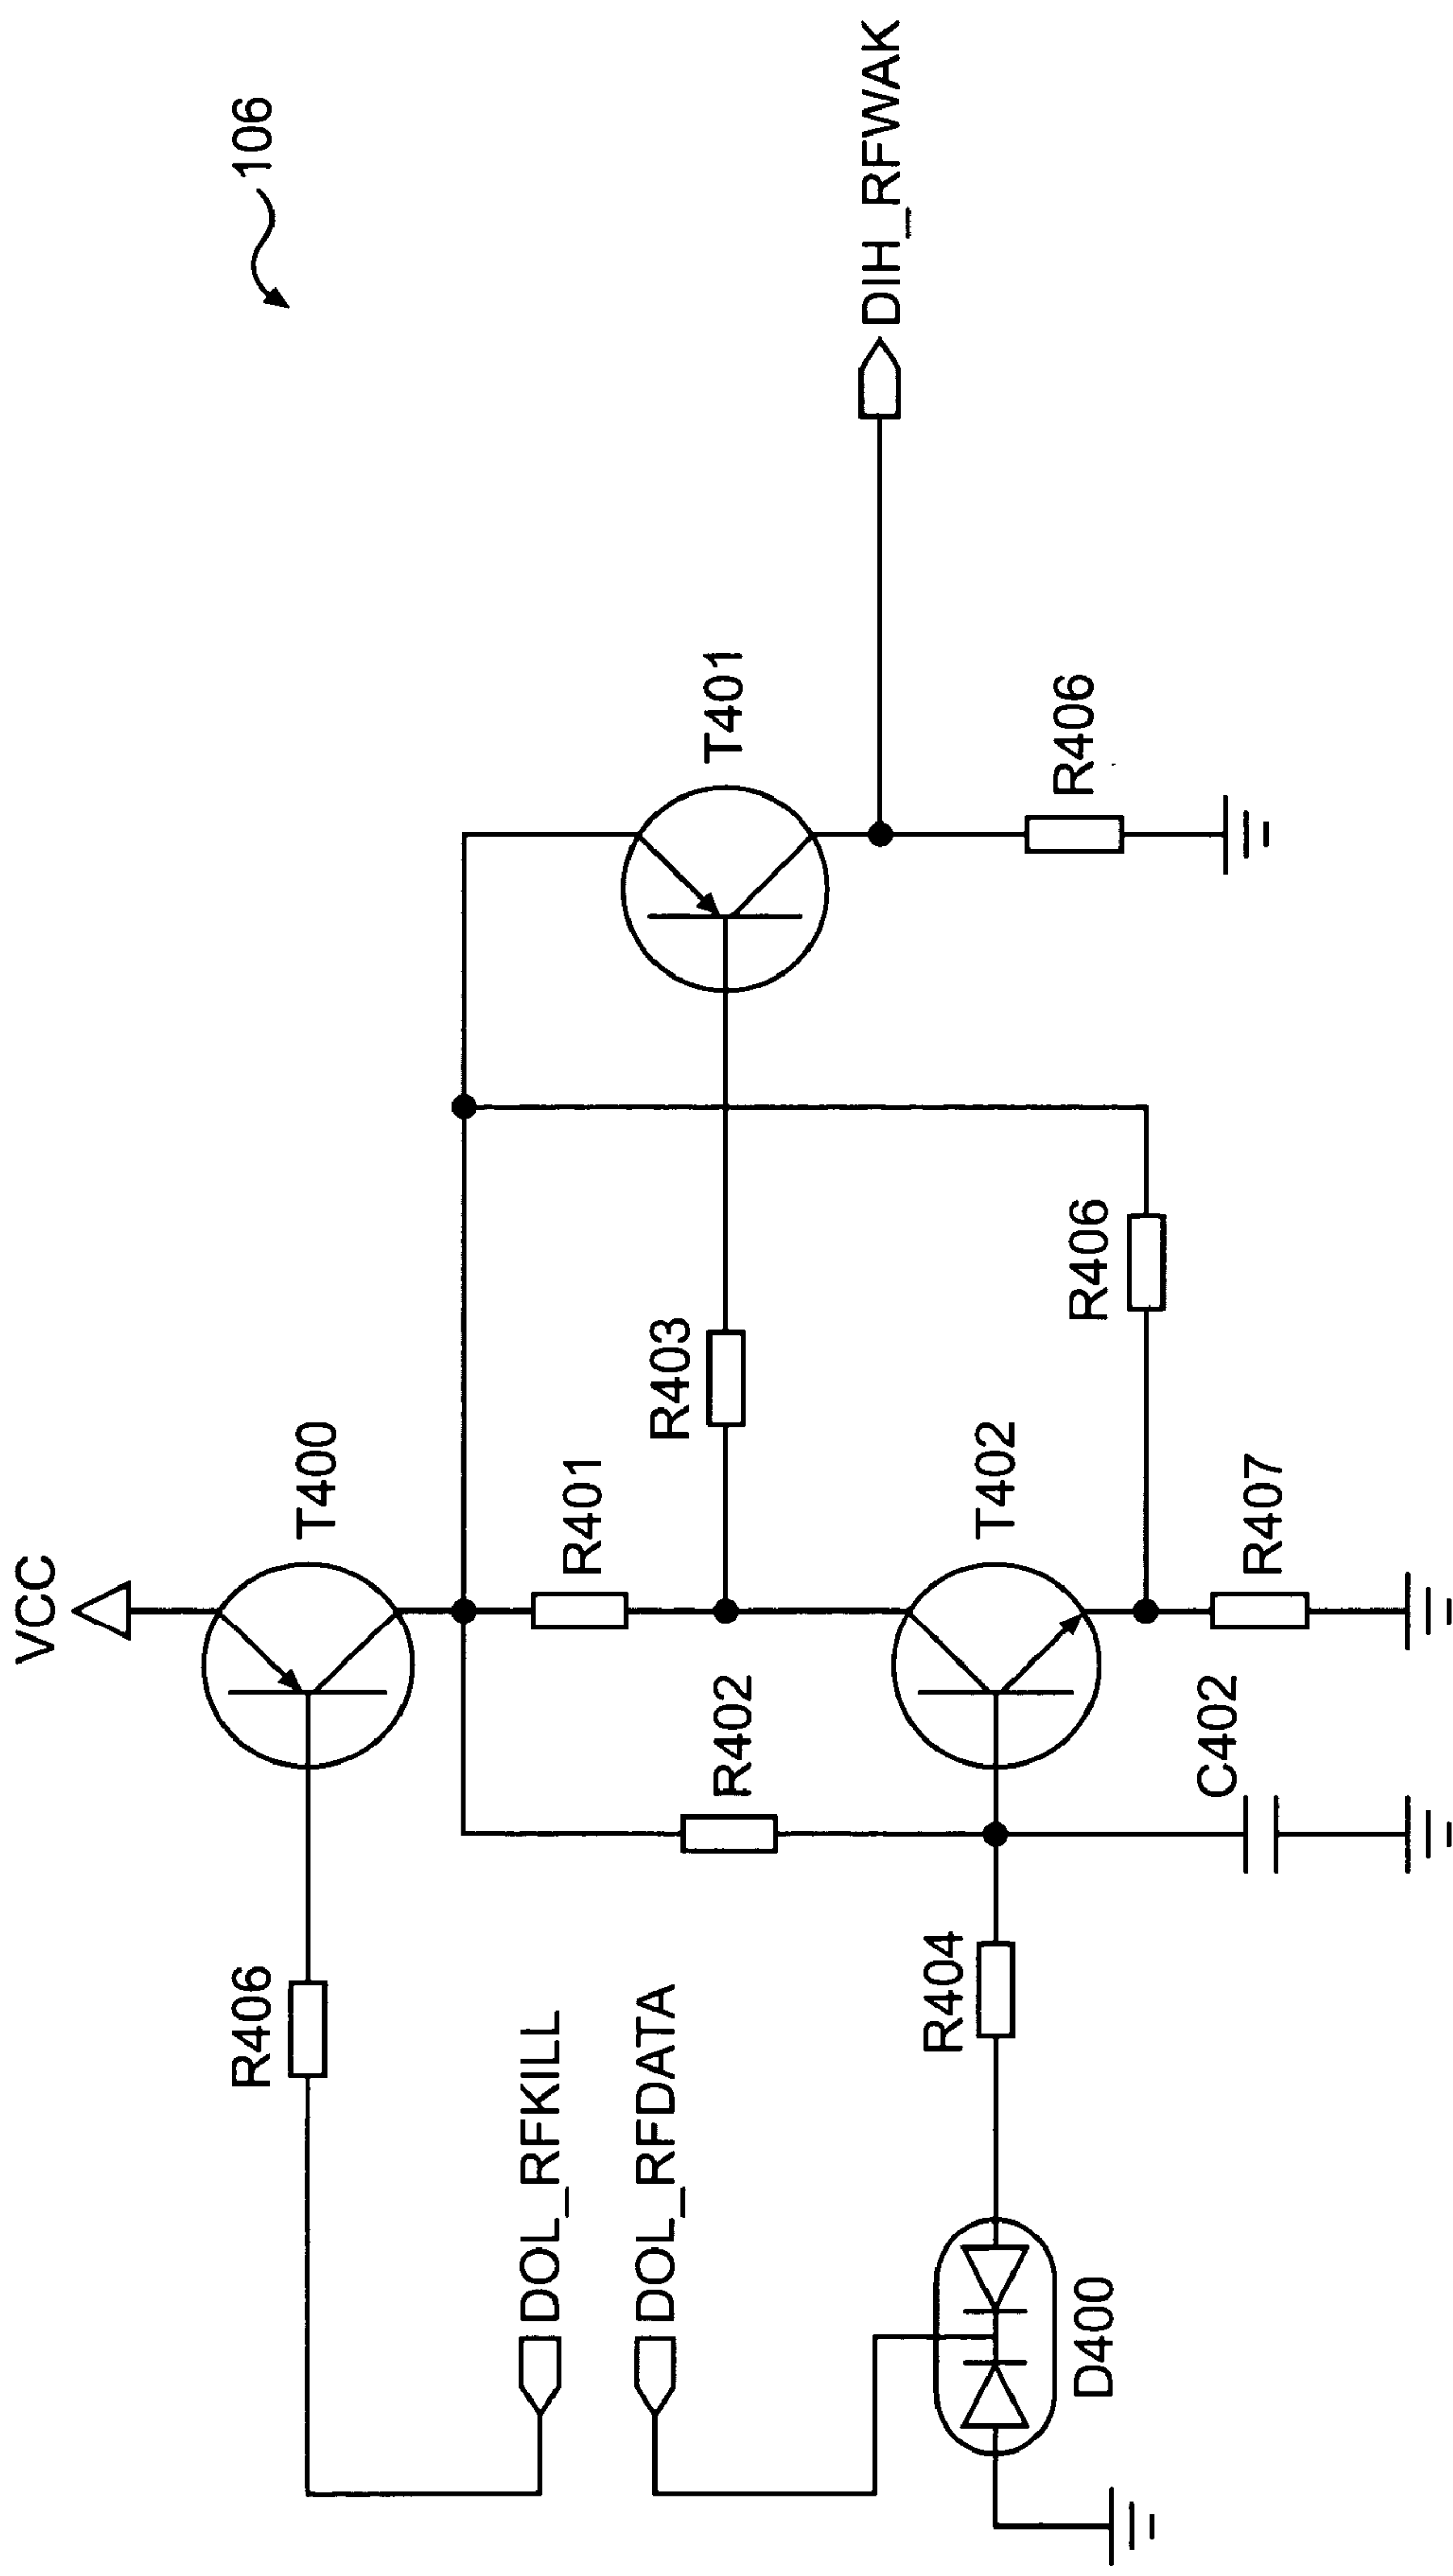 106
VCC
T400
R406
DOL_RFKILL
DOL_RFDATA
R401
R402
R403
T401
DIH_RFWAK
R404
T402
R406
R406
D400
C402
R407